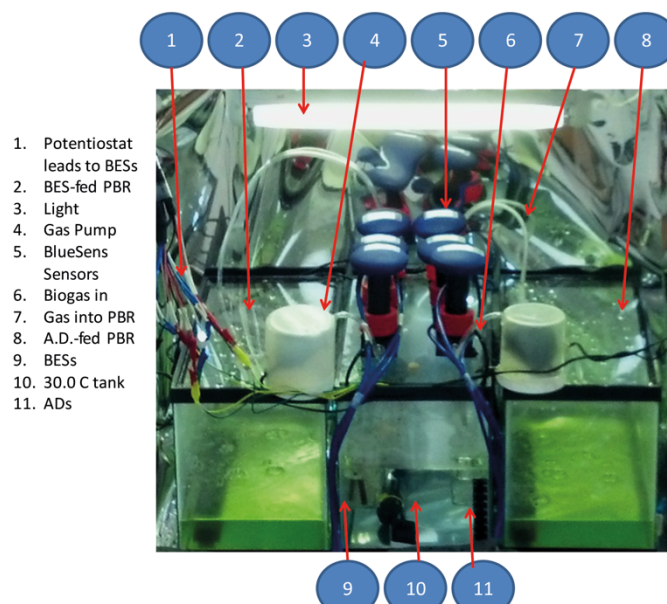 1 2 3 4 5 6 7 8
1. Potentiostat
leads to BESs
2. BES-fed PBR
3. Light
4. Gas Pump
5. BlueSens
Sensors
6. Biogas in
7. Gas into PBR
8. A.D.-fed PBR
9. BESs
10. 30.0 C tank
11. ADs
9 10 11